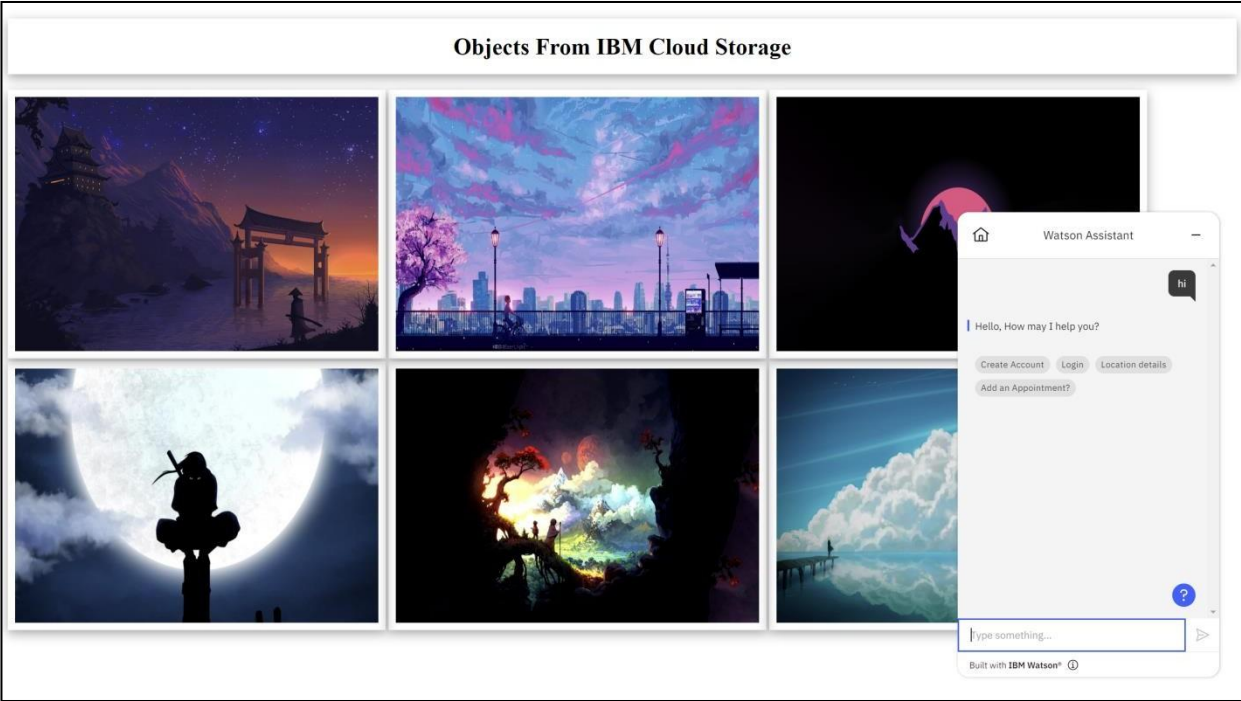 Objects From IBM Cloud Storage
Watson Assistant
hi
Hello, How may I help you?
Create Account Login Location details
Add an Appointment?
?
Type something...
Built with IBM Watson®